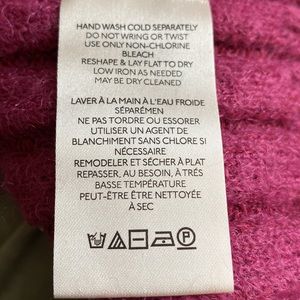 HAND WASH COLD SEPARATELY
DO NOT WRING OR TWIST
USE ONLY NON-CHLORINE
BLEACH
RESHAPE & LAY FLAT TO DRY
LOW IRON AS NEEDED
MAY BE DRY CLEANED
LAVER À LA MAIN À L'EAU FROIDE
SÉPARÉMEN
NE PAS TORDRE OU ESSORER
UTILISER UN AGENT DE
BLANCHIMENT SANS CHLORE SI
NÉCESSAIRE
REMODELER ET SÉCHER À PLAT
REPASSER, AU BESOIN, À TRÉS
BASSE TEMPÉRATURE
PEUT-ÊTRE ÊTRE NETTOYÉE
À SEC